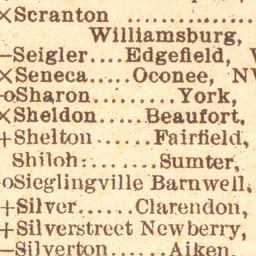 ×Scranton ................
Williamsburg,
—Seigler....Edgefield, W
×Seneca.....Oconee, NW
-oSharon.........York,
×Sheldon.....Beaufort,
+Shelton.......Fairfield,
Shiloh:.......Sumter,
-oSieglingville Barnwell,
+Silver......Clarendon,
+Silverstreet Newberry,
—Silverton......Aiken,